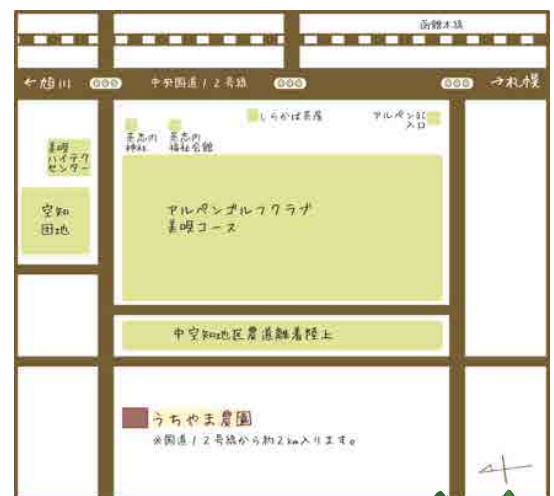 函館本線
←旭川
中央国道12号線
→札幌
しらかば茶屋
アルペンGC
入口
茶志内
神社
茶志内
福祉会館
美唄
ハイテク
センター
空知
団地
アルペンゴルフクラブ
美唄コース
中空知地区農道離着陸上
うちやま農園
※国道12号線から約2km入ります。